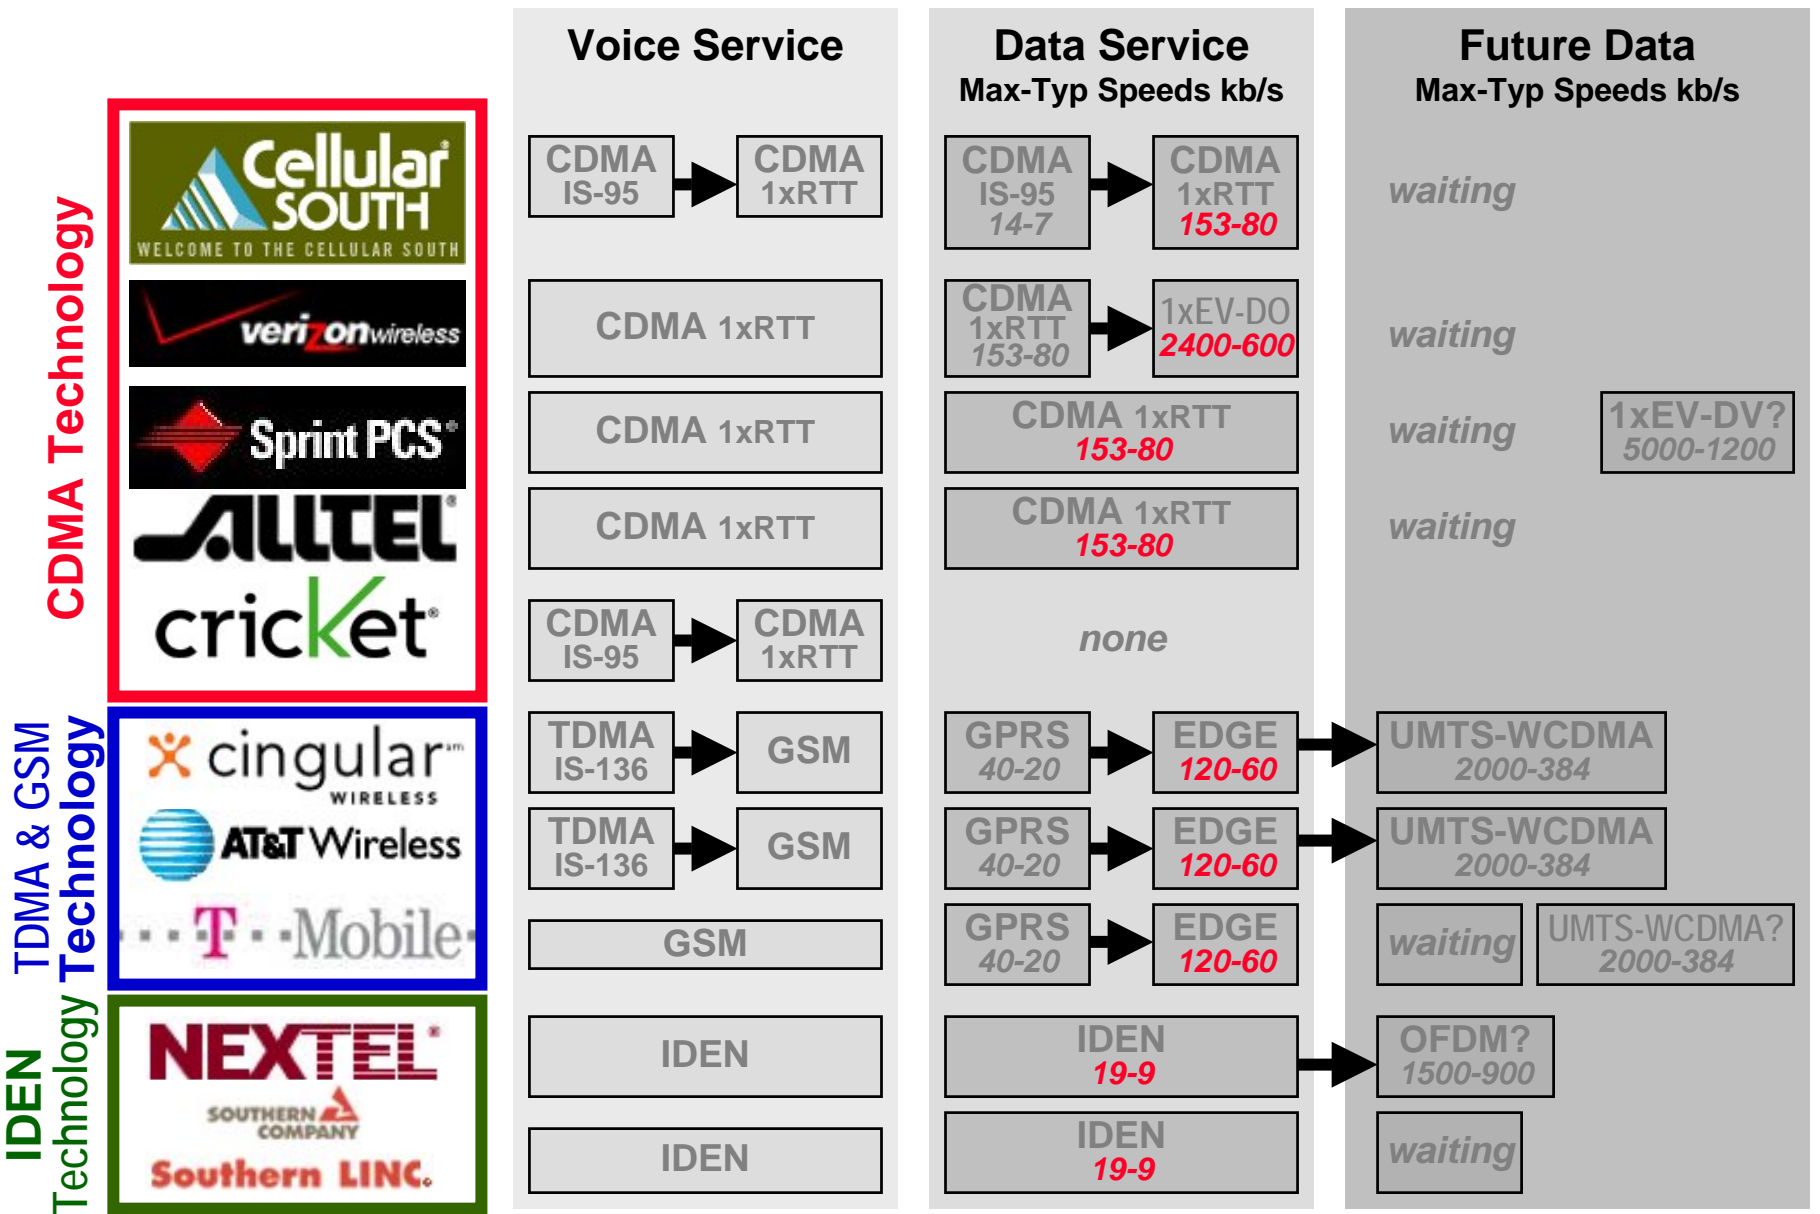 Voice Service
Data Service
Max-Typ Speeds kb/s
Future Data
Max-Typ Speeds kb/s
CDMA Technology
Cellular®
SOUTH
WELCOME TO THE CELLULAR SOUTH
CDMA
IS-95
CDMA
1xRTT
CDMA
IS-95
14-7
CDMA
1xRTT
153-80
waiting
verizon wireless
CDMA 1xRTT
CDMA
1xRTT
153-80
1xEV-DO
2400-600
waiting
Sprint PCS®
CDMA 1xRTT
CDMA 1xRTT
153-80
waiting
1xEV-DV?
5000-1200
ALLTEL®
CDMA 1xRTT
CDMA 1xRTT
153-80
waiting
cricket®
CDMA
IS-95
CDMA
1xRTT
none
TDMA & GSM
Technology
cingular℠
WIRELESS
TDMA
IS-136
GSM
GPRS
40-20
EDGE
120-60
UMTS-WCDMA
2000-384
AT&T Wireless
TDMA
IS-136
GSM
GPRS
40-20
EDGE
120-60
UMTS-WCDMA
2000-384
T Mobile
GSM
GPRS
40-20
EDGE
120-60
waiting
UMTS-WCDMA?
2000-384
IDEN
Technology
NEXTEL®
IDEN
IDEN
19-9
OFDM?
1500-900
SOUTHERN
COMPANY
Southern LINC®
IDEN
IDEN
19-9
waiting